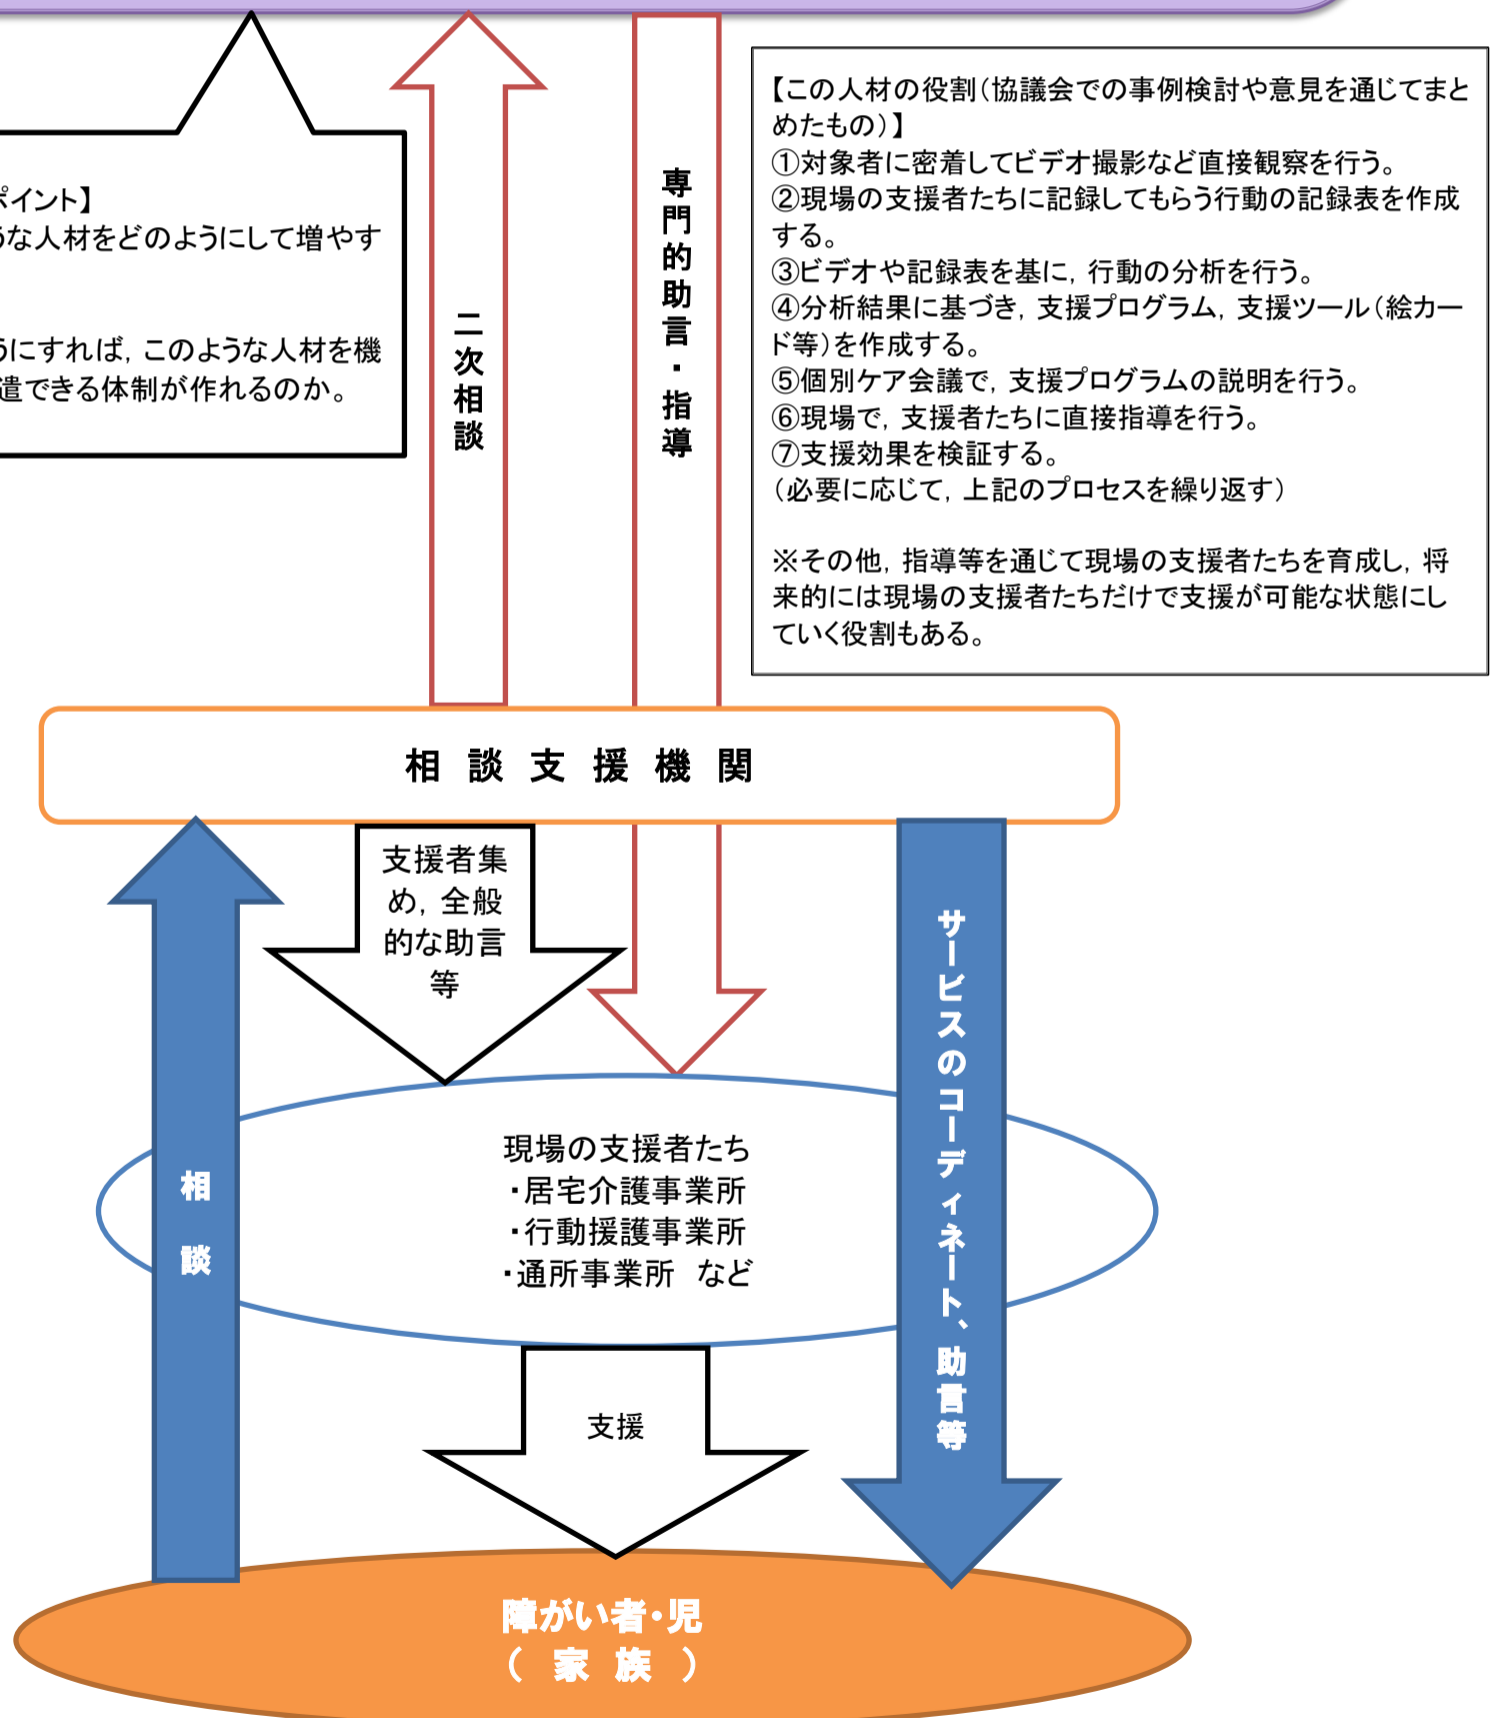 ポイント】
うな人材をどのようにして増やす
うにすれば，このような人材を機
遣できる体制が作れるのか。
二次相談
専門的助言・指導
【この人材の役割（協議会での事例検討や意見を通じてまと
めたもの）】
①対象者に密着してビデオ撮影など直接観察を行う。
②現場の支援者たちに記録してもらう行動の記録表を作成
する。
③ビデオや記録表を基に，行動の分析を行う。
④分析結果に基づき，支援プログラム，支援ツール（絵カー
ド等）を作成する。
⑤個別ケア会議で，支援プログラムの説明を行う。
⑥現場で，支援者たちに直接指導を行う。
⑦支援効果を検証する。
（必要に応じて，上記のプロセスを繰り返す）
※その他，指導等を通じて現場の支援者たちを育成し，将
来的には現場の支援者たちだけで支援が可能な状態にし
ていく役割もある。
相談支援機関
支援者集
め，全般
的な助言
等
サービスのコーディネート、助言等
相談
現場の支援者たち
・居宅介護事業所
・行動援護事業所
・通所事業所　など
支援
障がい者・児
（　家　族　）